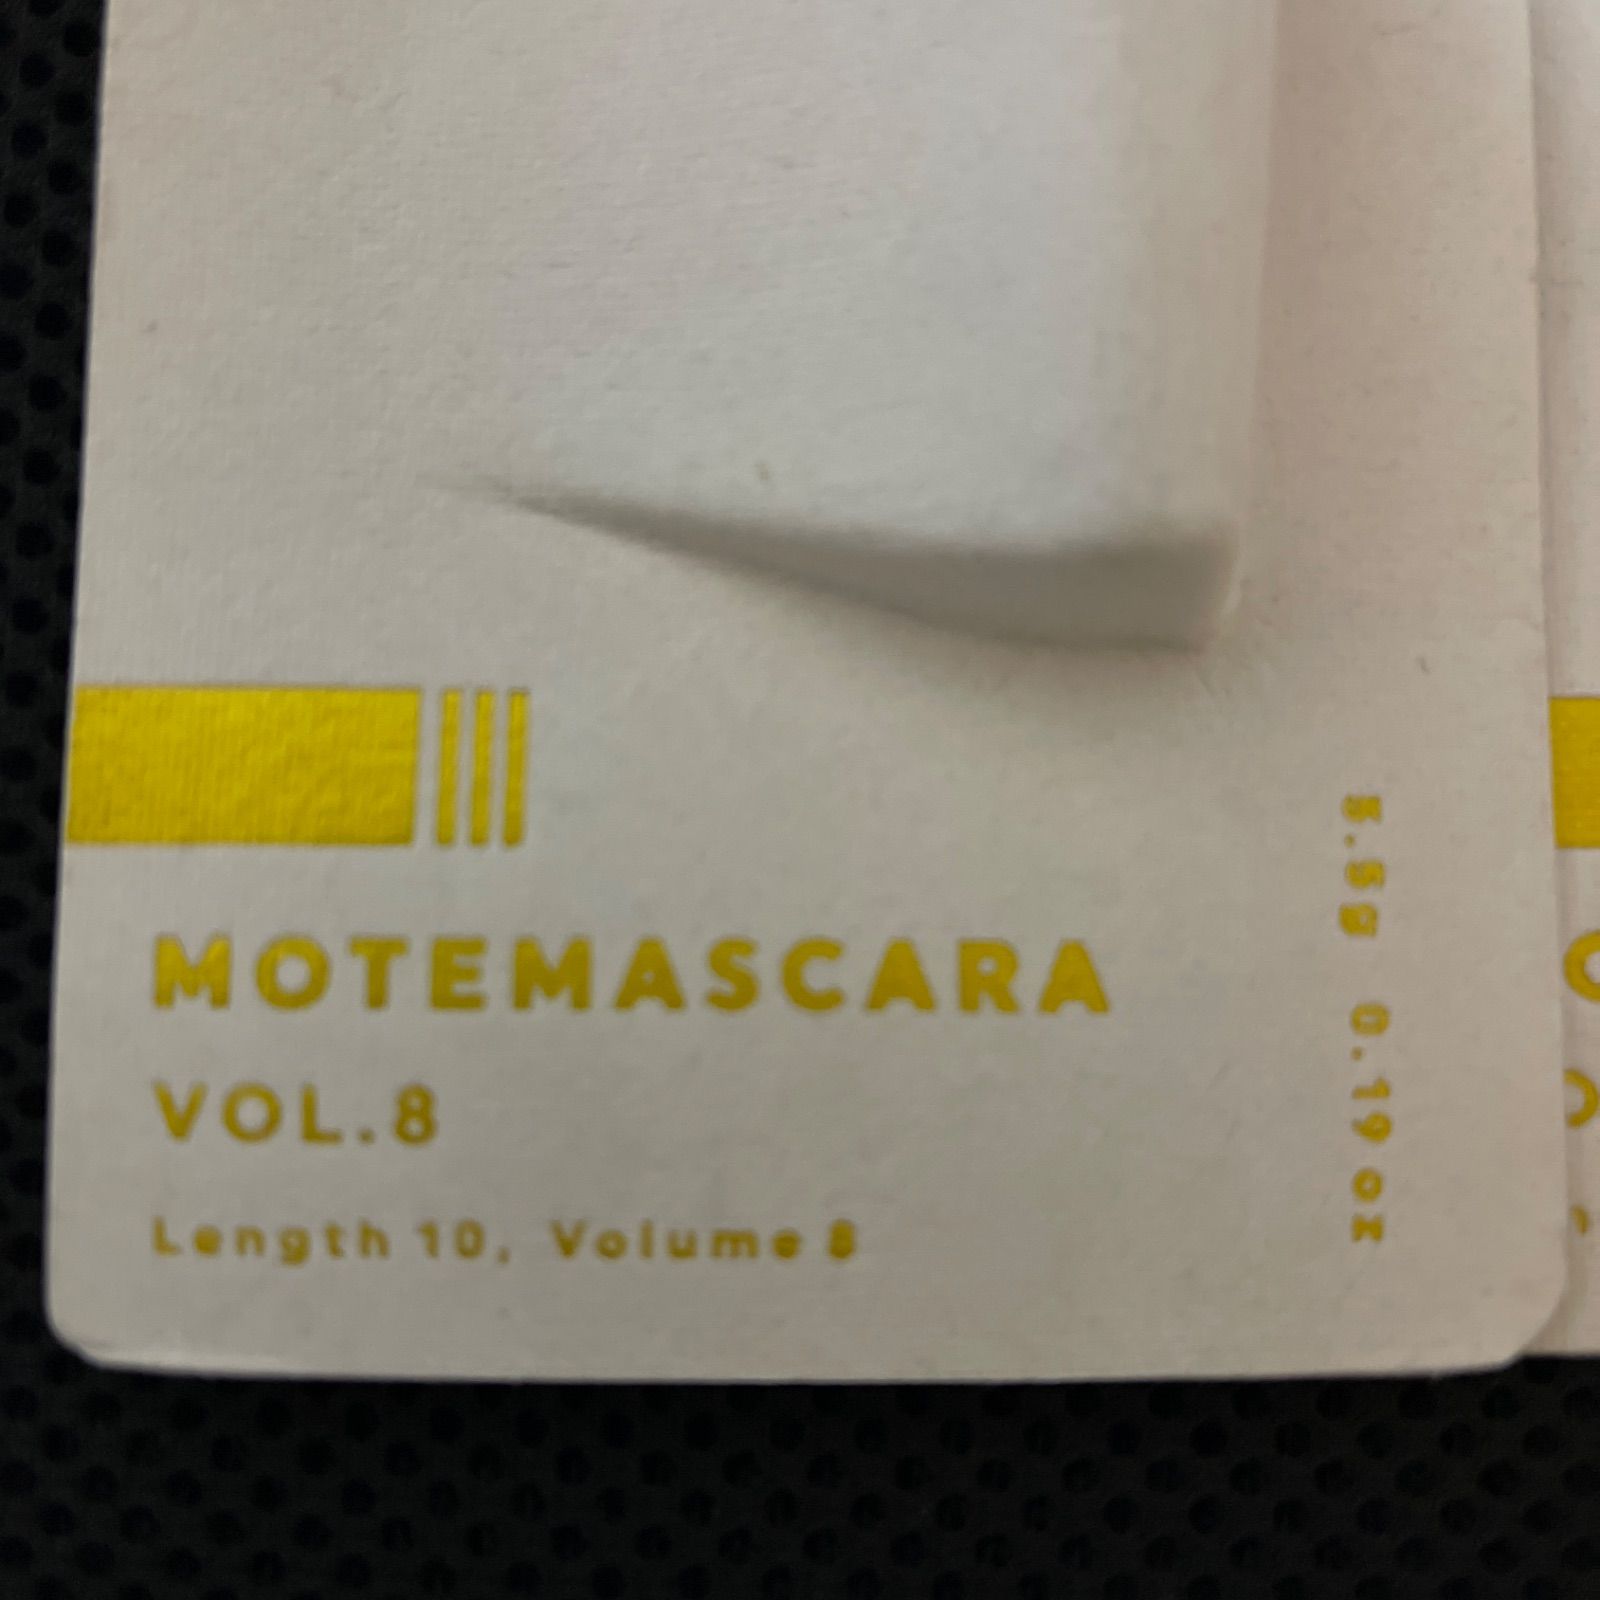 MOTEMASCARA
VOL.8
Length 10, Volume 8
5.5g 0.19 oz